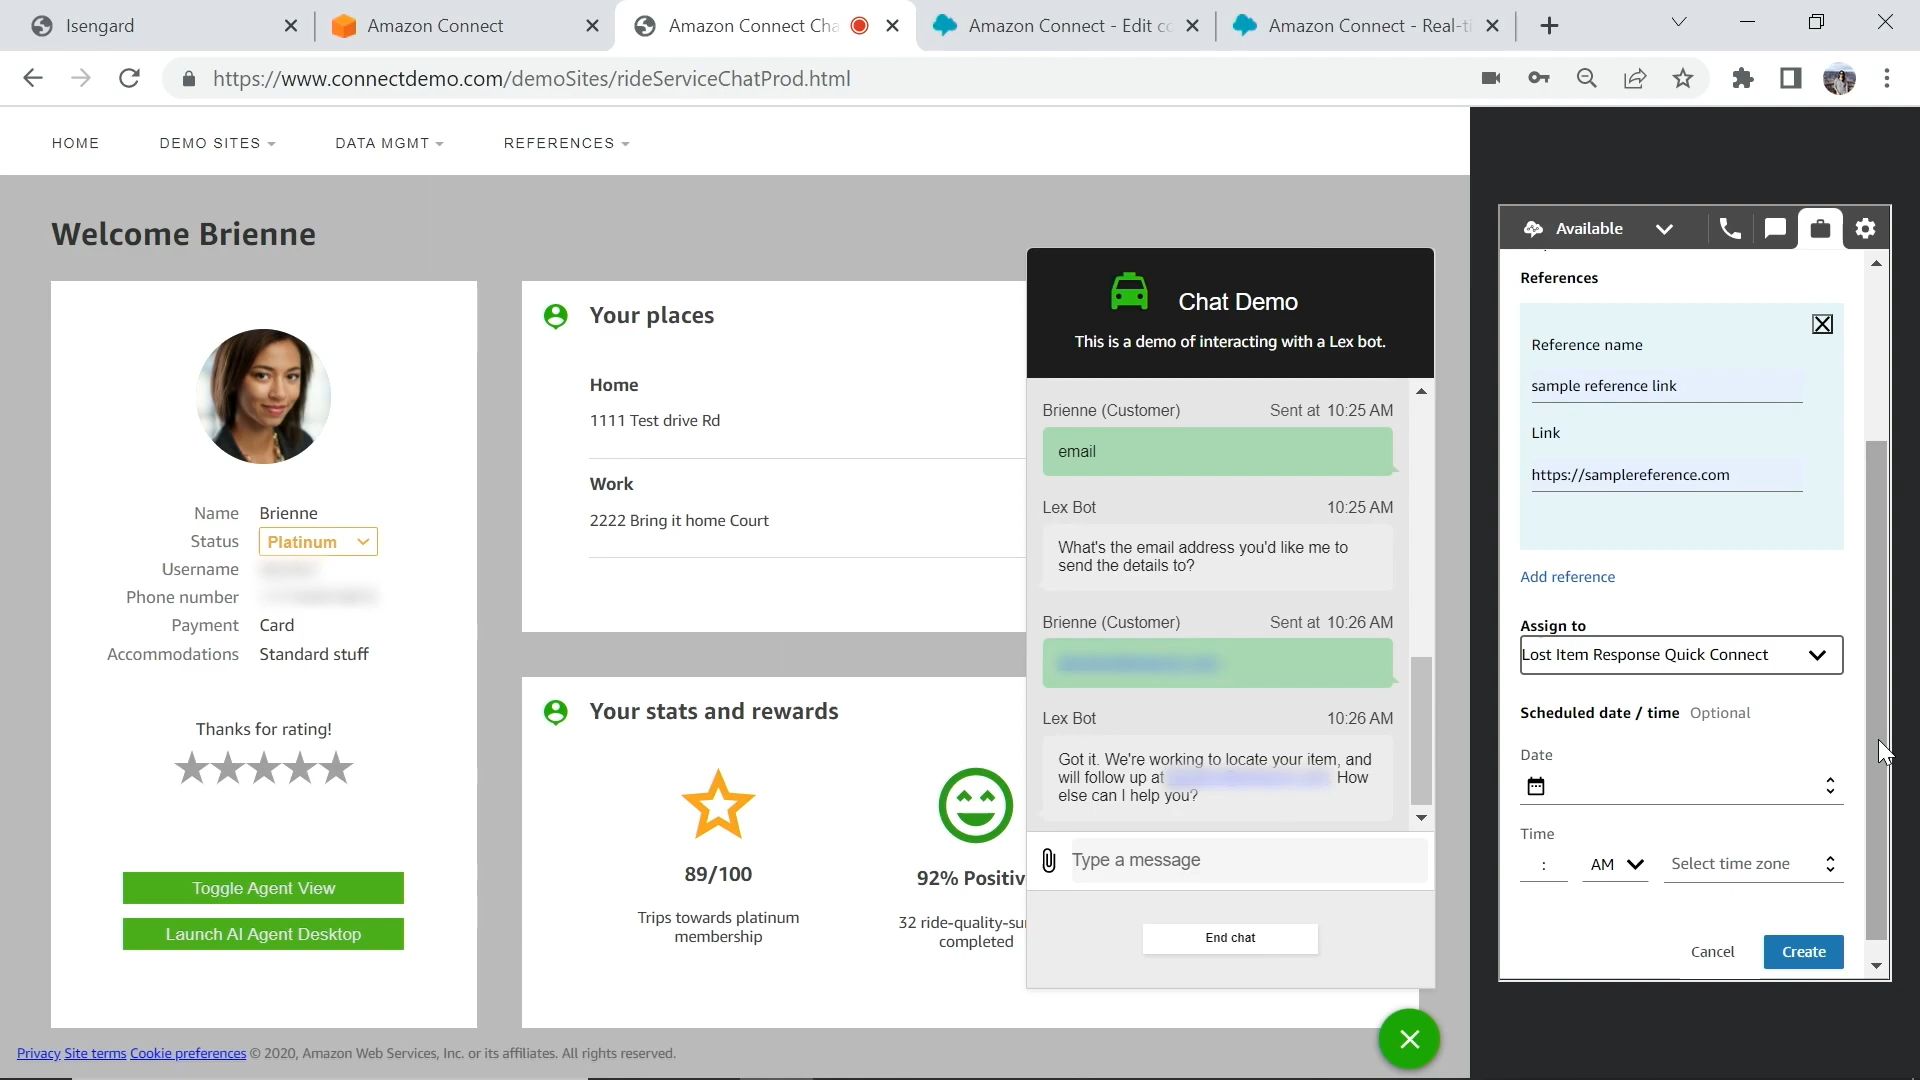 Isengard
Amazon Connect
Amazon Connect Cha
Amazon Connect - Edit co
Amazon Connect - Real-ti
https://www.connectdemo.com/demoSites/rideServiceChatProd.html
HOME
DEMO SITES
DATA MGMT
REFERENCES
Welcome Brienne
Name Brienne
Status Platinum
Username
Phone number
Payment Card
Accommodations Standard stuff
Thanks for rating!
Toggle Agent View
Launch AI Agent Desktop
Your places
Home
1111 Test drive Rd
Work
2222 Bring it home Court
Your stats and rewards
89/100
Trips towards platinum
membership
92% Positiv
32 ride-quality-su
completed
Chat Demo
This is a demo of interacting with a Lex bot.
Brienne (Customer) Sent at 10:25 AM
email
Lex Bot 10:25 AM
What's the email address you'd like me to
send the details to?
Brienne (Customer) Sent at 10:26 AM
Lex Bot 10:26 AM
Got it. We're working to locate your item, and
will follow up at How
else can I help you?
Type a message
End chat
Available
References
Reference name
sample reference link
Link
https://samplereference.com
Add reference
Assign to
Lost Item Response Quick Connect
Scheduled date / time Optional
Date
Time
: AM Select time zone
Cancel Create
Privacy Site terms Cookie preferences © 2020, Amazon Web Services, Inc. or its affiliates. All rights reserved.